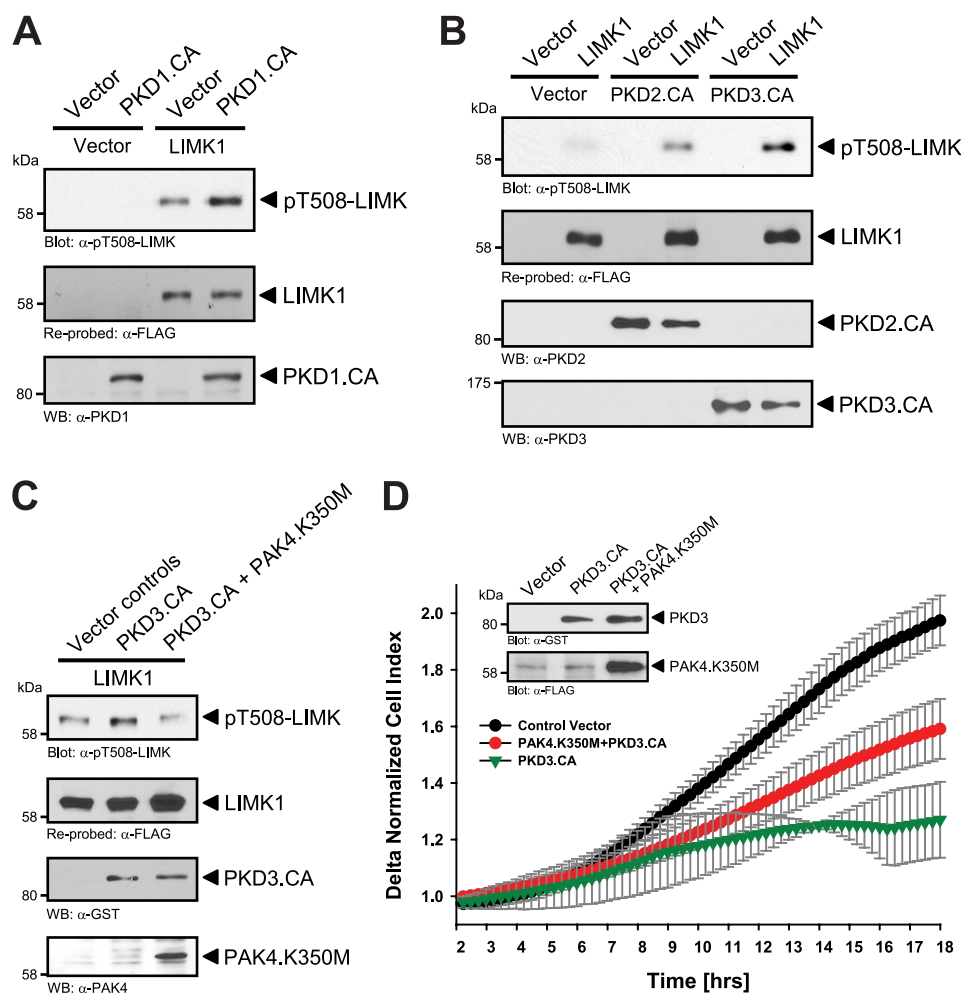 A
Vector
PKD1.CA
Vector
PKD1.CA
Vector
LIMK1
kDa
58
◄ pT508-LIMK
Blot: α-pT508-LIMK
58
◄ LIMK1
Re-probed: α-FLAG
80
◄ PKD1.CA
WB: α-PKD1
B
Vector
LIMK1
Vector
LIMK1
Vector
LIMK1
Vector
PKD2.CA
PKD3.CA
kDa
58
◄ pT508-LIMK
Blot: α-pT508-LIMK
58
◄ LIMK1
Re-probed: α-FLAG
80
◄ PKD2.CA
WB: α-PKD2
175
◄ PKD3.CA
WB: α-PKD3
C
Vector controls
PKD3.CA
PKD3.CA + PAK4.K350M
LIMK1
kDa
58
◄ pT508-LIMK
Blot: α-pT508-LIMK
58
◄ LIMK1
Re-probed: α-FLAG
80
◄ PKD3.CA
WB: α-GST
58
◄ PAK4.K350M
WB: α-PAK4
D
Vector
PKD3.CA
PKD3.CA
+ PAK4.K350M
kDa
80
◄ PKD3
Blot: α-GST
58
◄ PAK4.K350M
Blot: α-FLAG
Control Vector
PAK4.K350M+PKD3.CA
PKD3.CA
Delta Normalized Cell Index
2.0
1.8
1.6
1.4
1.2
1.0
2 3 4 5 6 7 8 9 10 11 12 13 14 15 16 17 18
Time [hrs]